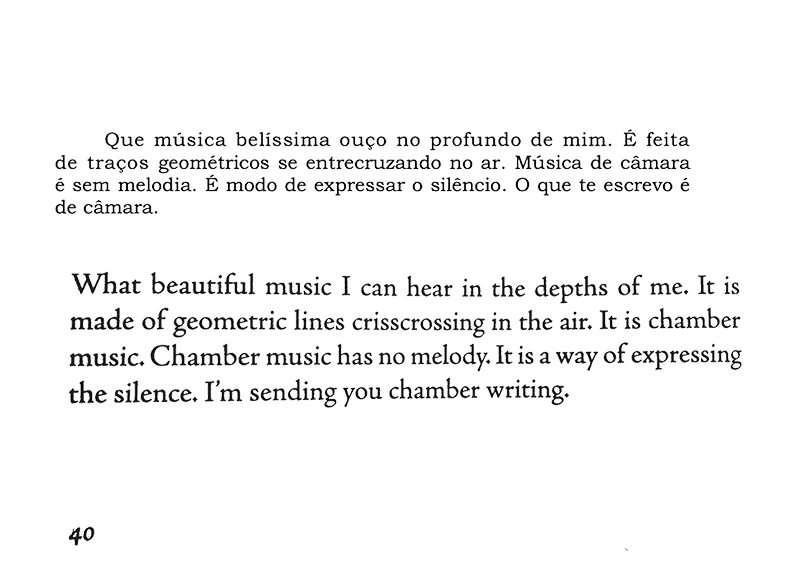 Que música belíssima ouço no profundo de mim. É feita
de traços geométricos se entrecruzando no ar. Música de câmara
é sem melodia. É modo de expressar o silêncio. O que te escrevo é
de câmara.
What beautiful music I can hear in the depths of me. It is
made of geometric lines crisscrossing in the air. It is chamber
music. Chamber music has no melody. It is a way of expressing
the silence. I'm sending you chamber writing.
40